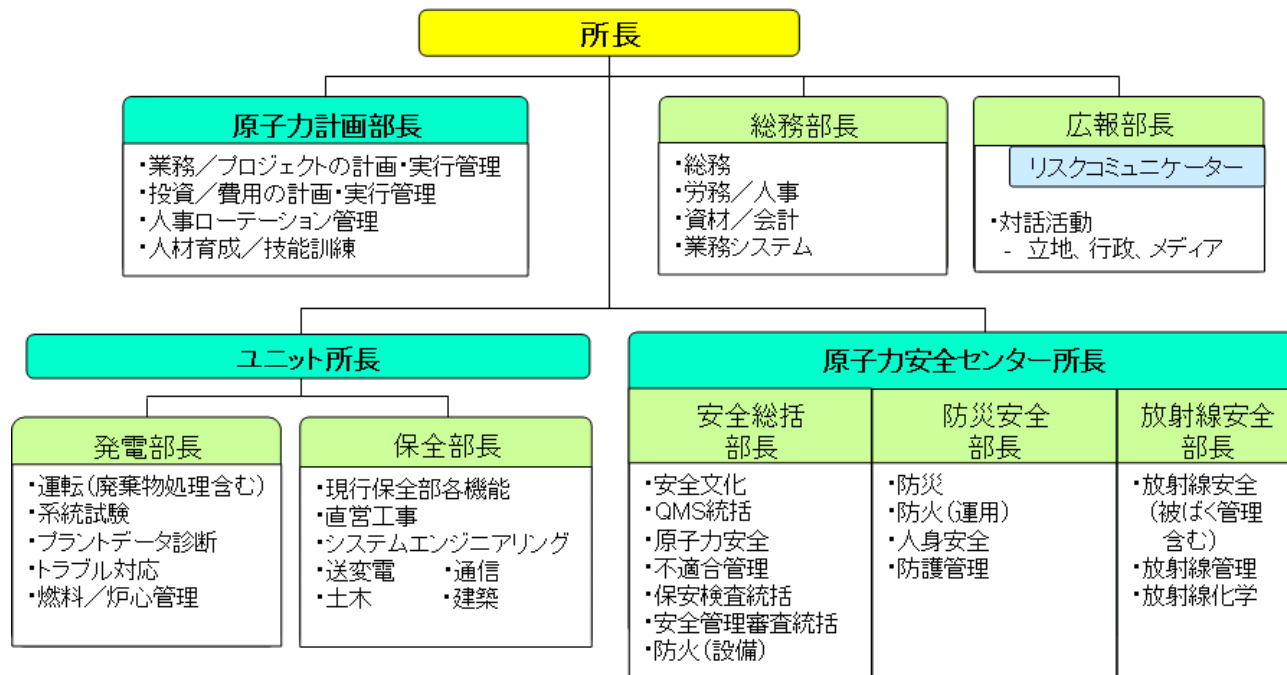 所長
原子力計画部長
・業務／プロジェクトの計画・実行管理
・投資／費用の計画・実行管理
・人事ローテーション管理
・人材育成／技能訓練
総務部長
・総務
・労務／人事
・資材／会計
・業務システム
広報部長
リスクコミュニケーター
・対話活動
- 立地、行政、メディア
ユニット所長
発電部長
・運転(廃棄物処理含む)
・系統試験
・プラントデータ診断
・トラブル対応
・燃料／炉心管理
保全部長
・現行保全部各機能
・直営工事
・システムエンジニアリング
・送変電 ・通信
・土木 ・建築
原子力安全センター所長
安全総括
部長
・安全文化
・QMS統括
・原子力安全
・不適合管理
・保安検査統括
・安全管理審査統括
・防火(設備)
防災安全
部長
・防災
・防火(運用)
・人身安全
・防護管理
放射線安全
部長
・放射線安全
(被ばく管理
含む)
・放射線管理
・放射線化学